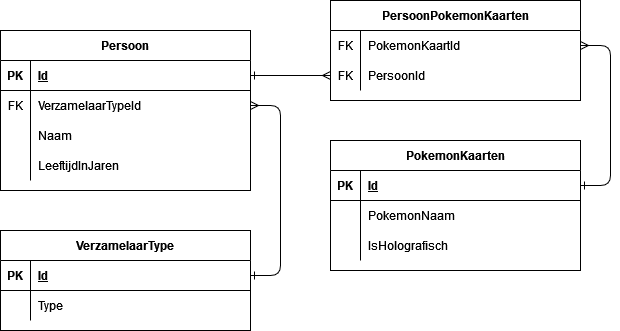 Persoon
PK Id
FK VerzamelaarTypeId
Naam
LeeftijdInJaren
VerzamelaarType
PK Id
Type
PersoonPokemonKaarten
FK PokemonKaartId
FK PersoonId
PokemonKaarten
PK Id
PokemonNaam
IsHolografisch